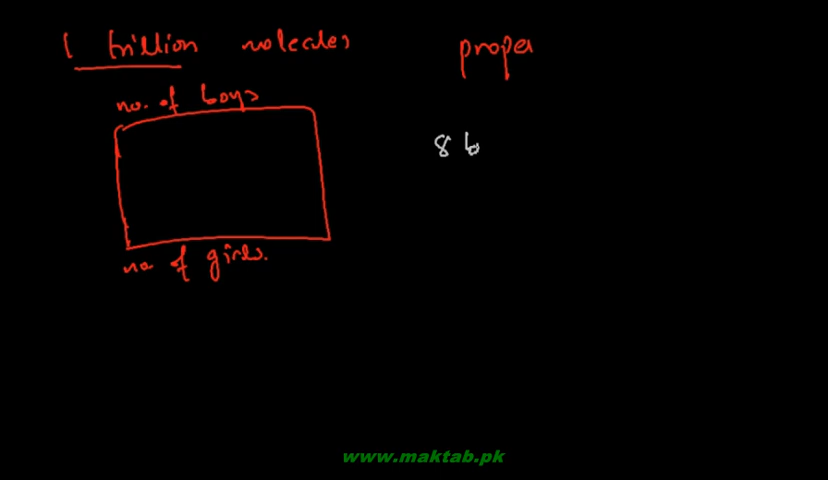 1 trillion molecules proper
no. of boys
8 b
no of girls.
www.maktab.pk